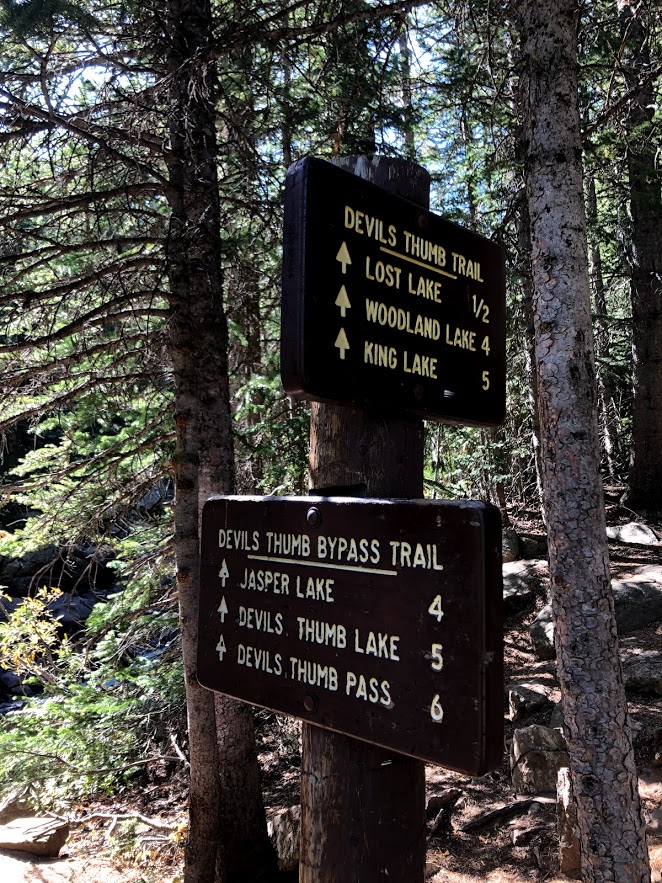 DEVILS THUMB TRAIL
LOST LAKE 1/2
WOODLAND LAKE 4
KING LAKE 5
DEVILS THUMB BYPASS TRAIL
JASPER LAKE 4
DEVILS THUMB LAKE 5
DEVILS THUMB PASS 6